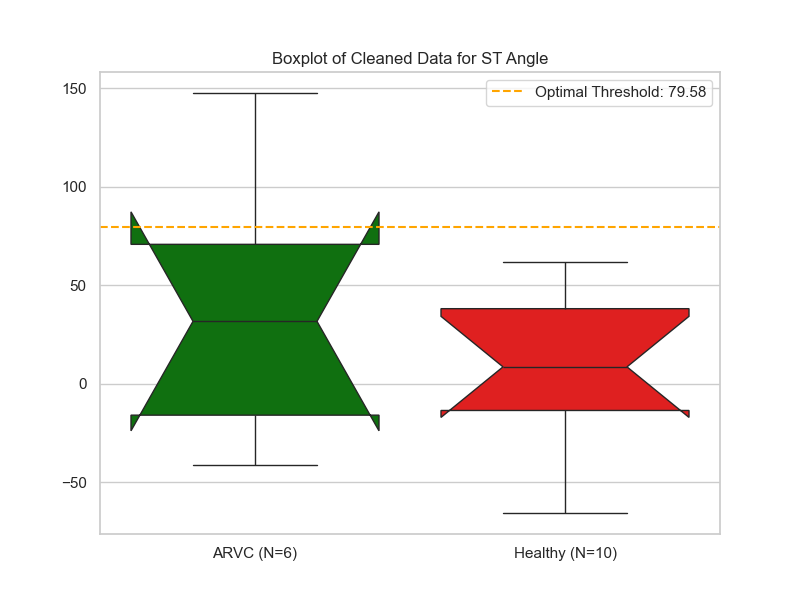 Boxplot of Cleaned Data for ST Angle
Optimal Threshold: 79.58
150
100
50
0
−50
ARVC (N=6)
Healthy (N=10)